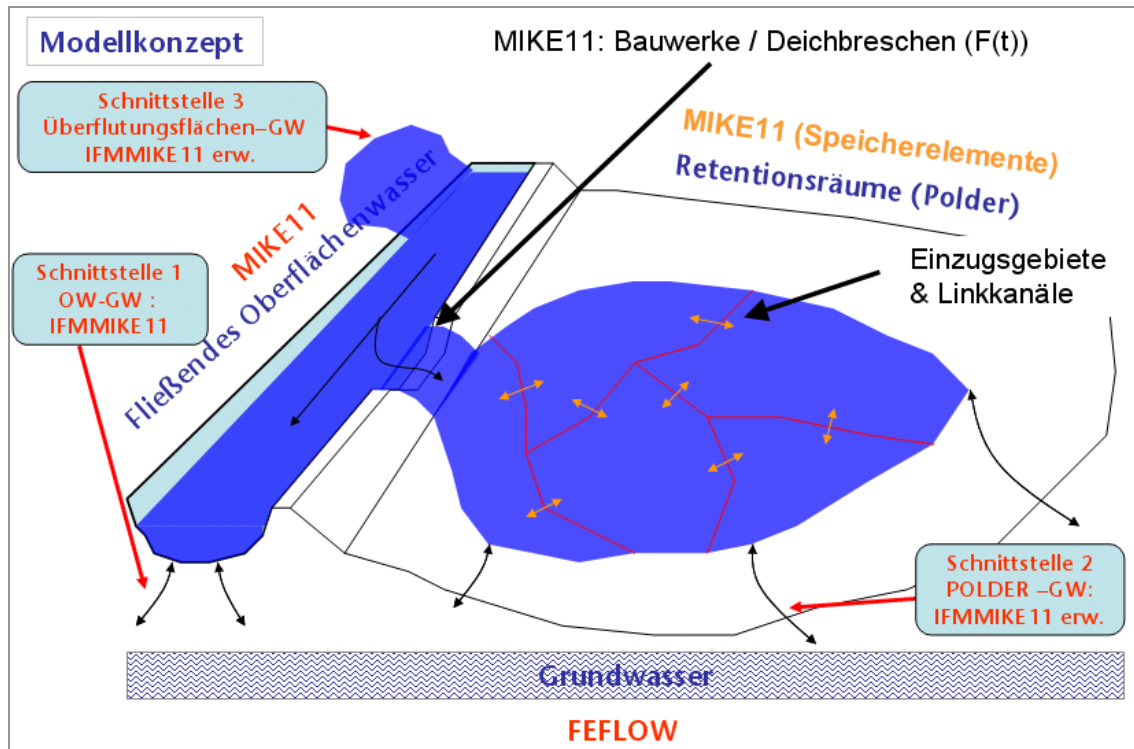 Modellkonzept
MIKE11: Bauwerke / Deichbreschen (F(t))
Schnittstelle 3
Überflutungsflächen–GW
IFMMIKE11 erw.
MIKE11 (Speicherelemente)
Retentionsräume (Polder)
MIKE11
Fließendes Oberflächenwasser
Schnittstelle 1
OW-GW :
IFMMIKE11
Einzugsgebiete
& Linkkanäle
Schnittstelle 2
POLDER –GW:
IFMMIKE11 erw.
Grundwasser
FEFLOW